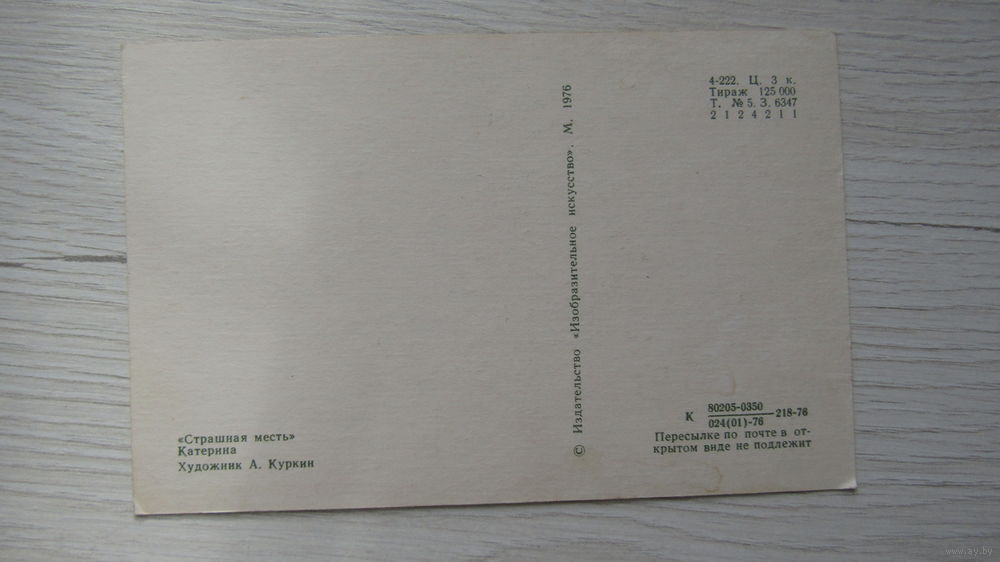 4-222. Ц. 3 к.
Тираж 125 000
Т. № 5. З. 6347
2 1 2 4 2 1 1
© Издательство «Изобразительное искусство». М. 1976
«Страшная месть»
Катерина
Художник А. Куркин
К 80205-0350
024(01)-76
218-76
Пересылке по почте в от-
крытом виде не подлежит
www.ay.by